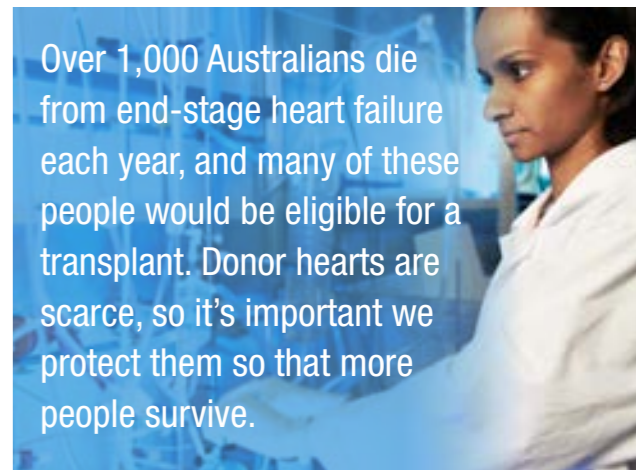 Over 1,000 Australians die
from end-stage heart failure
each year, and many of these
people would be eligible for a
transplant. Donor hearts are
scarce, so it’s important we
protect them so that more
people survive.